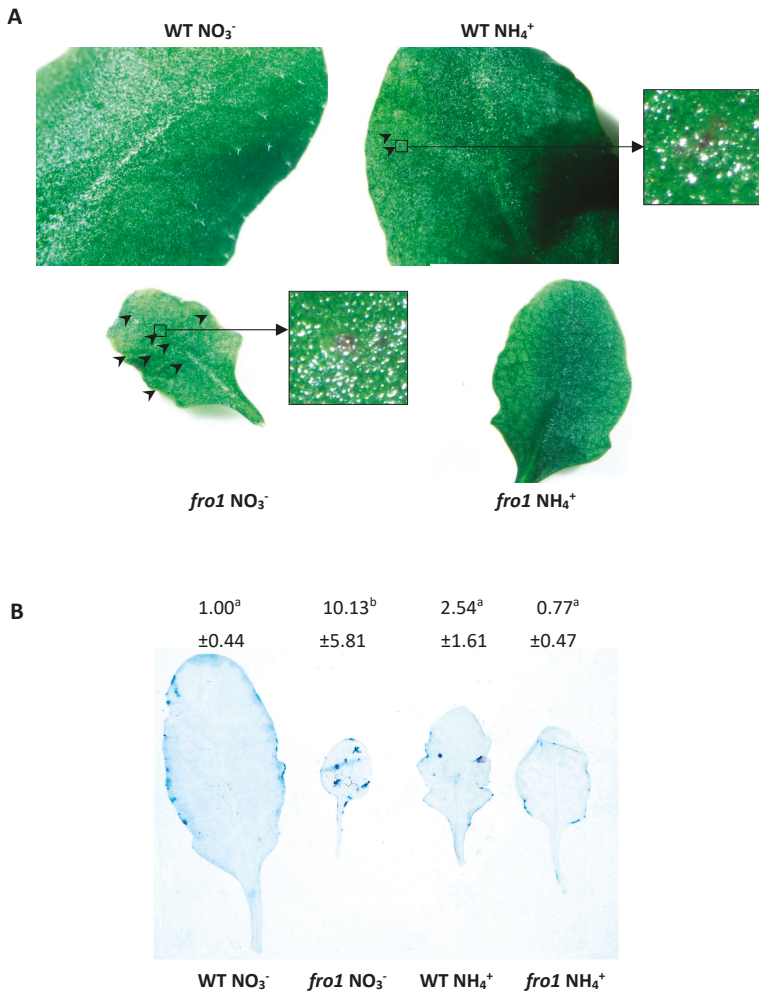 A
WT NO₃⁻ WT NH₄⁺
fro1 NO₃⁻ fro1 NH₄⁺
B
1.00ᵃ 10.13ᵇ 2.54ᵃ 0.77ᵃ
±0.44 ±5.81 ±1.61 ±0.47
WT NO₃⁻ fro1 NO₃⁻ WT NH₄⁺ fro1 NH₄⁺